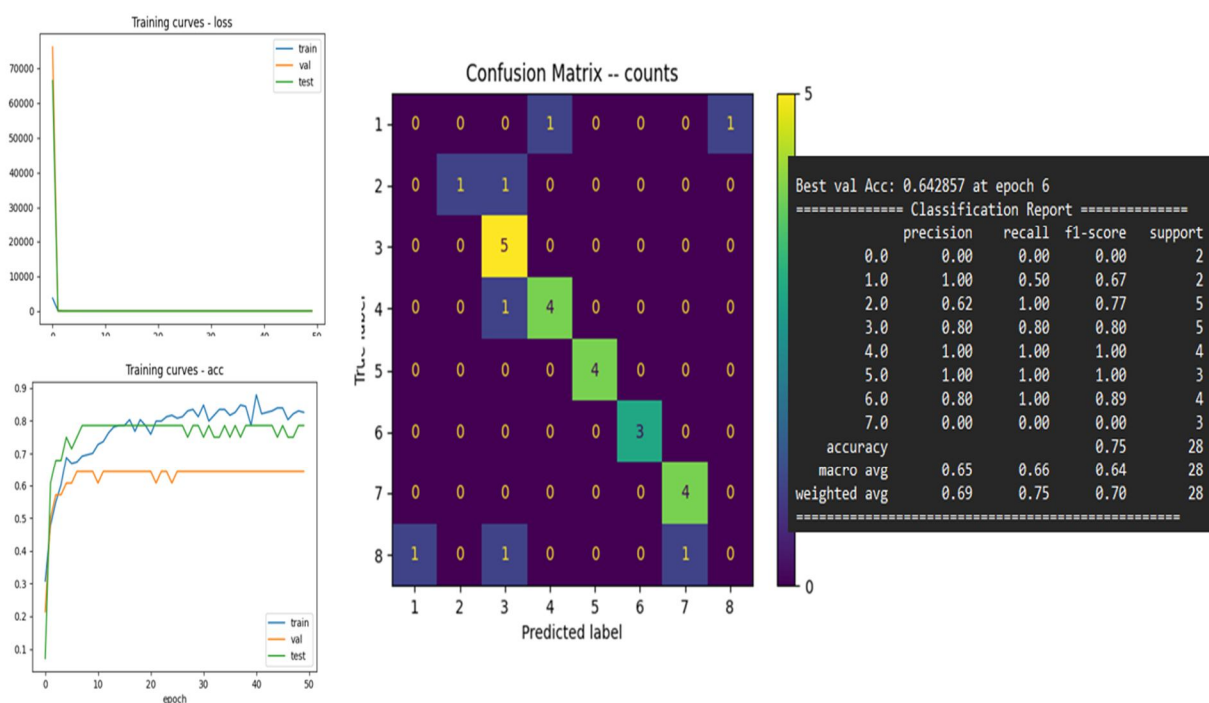 Training curves - loss
train
val
test
70000
60000
50000
40000
30000
20000
10000
0
0 10 20 30 40 50
Training curves - acc
0.9
0.8
0.7
0.6
0.5
0.4
0.3
0.2
0.1
train
val
test
0 10 20 30 40 50
epoch
Confusion Matrix -- counts
1 0 0 0 1 0 0 0 1
2 0 1 1 0 0 0 0 0
3 0 0 5 0 0 0 0 0
4 0 0 1 4 0 0 0 0
5 0 0 0 0 4 0 0 0
6 0 0 0 0 0 3 0 0
7 0 0 0 0 0 0 4 0
8 1 0 1 0 0 0 1 0
1 2 3 4 5 6 7 8
Predicted label
True label
5
0
Best val Acc: 0.642857 at epoch 6
============== Classification Report ==============
precision recall f1-score support
0.0 0.00 0.00 0.00 2
1.0 1.00 0.50 0.67 2
2.0 0.62 1.00 0.77 5
3.0 0.80 0.80 0.80 5
4.0 1.00 1.00 1.00 4
5.0 1.00 1.00 1.00 3
6.0 0.80 1.00 0.89 4
7.0 0.00 0.00 0.00 3
accuracy 0.75 28
macro avg 0.65 0.66 0.64 28
weighted avg 0.69 0.75 0.70 28
===================================================